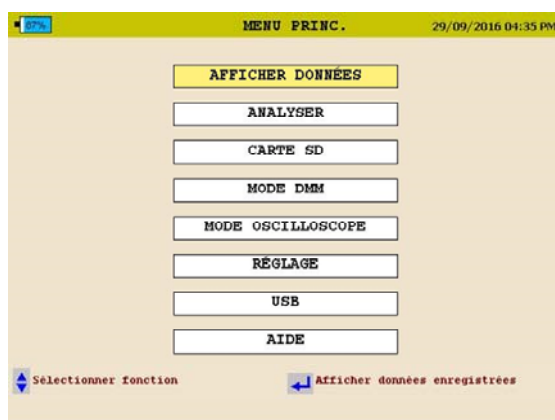 87%
MENU PRINC.
29/09/2016 04:35 PM
AFFICHER DONNÉES
ANALYSER
CARTE SD
MODE DMM
MODE OSCILLOSCOPE
RÉGLAGE
USB
AIDE
Sélectionner fonction
Afficher données enregistrées